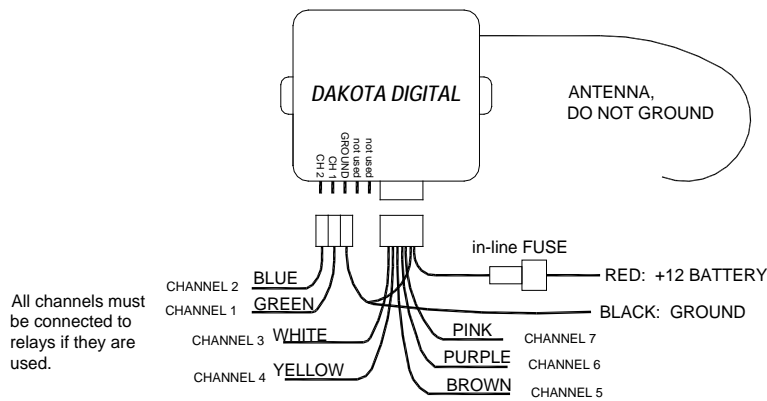 DAKOTA DIGITAL
ANTENNA,
DO NOT GROUND
CH 2
CH 1
GROUND
not used
not used
in-line FUSE
RED: +12 BATTERY
BLACK: GROUND
CHANNEL 2 BLUE
CHANNEL 1 GREEN
CHANNEL 3 WHITE
CHANNEL 4 YELLOW
PINK CHANNEL 7
PURPLE CHANNEL 6
BROWN CHANNEL 5
All channels must
be connected to
relays if they are
used.